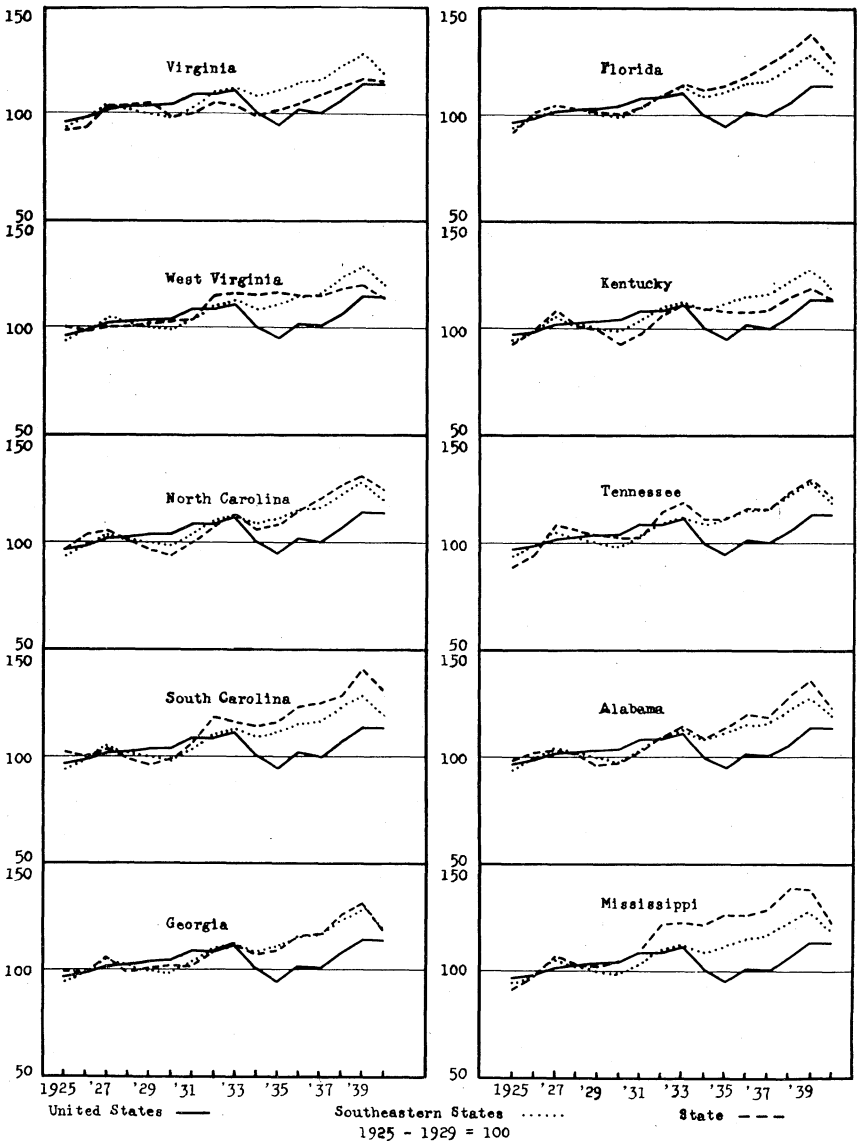 150
Virginia
100
50
150
West Virginia
100
50
150
North Carolina
100
50
150
South Carolina
100
50
150
Georgia
100
50
1925 '27 '29 '31 '33 '35 '37 '39
150
Florida
100
50
150
Kentucky
100
50
150
Tennessee
100
50
150
Alabama
100
50
150
Mississippi
100
50
1925 '27 '29 '31 '33 '35 '37 '39
United States Southeastern States State
1925 - 1929 = 100